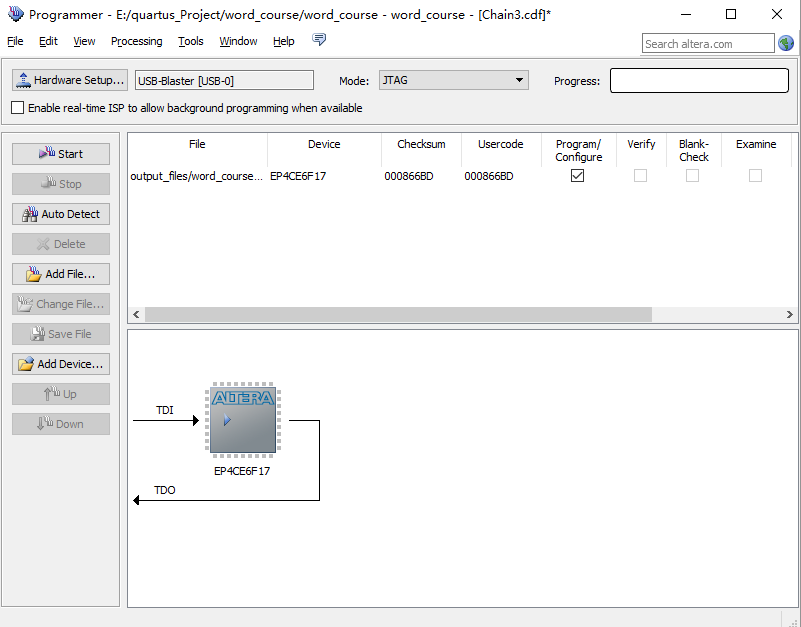 Programmer - E:/quartus_Project/word_course/word_course - word_course - [Chain3.cdf]*
File Edit View Processing Tools Window Help
Search altera.com
Hardware Setup... USB-Blaster [USB-0] Mode: JTAG Progress:
Enable real-time ISP to allow background programming when available
Start
Stop
Auto Detect
Delete
Add File...
Change File...
Save File
Add Device...
Up
Down
File Device Checksum Usercode Program/ Verify Blank- Examine
Configure Check
output_files/word_course... EP4CE6F17 000866BD 000866BD
ALTERA
TDI
EP4CE6F17
TDO